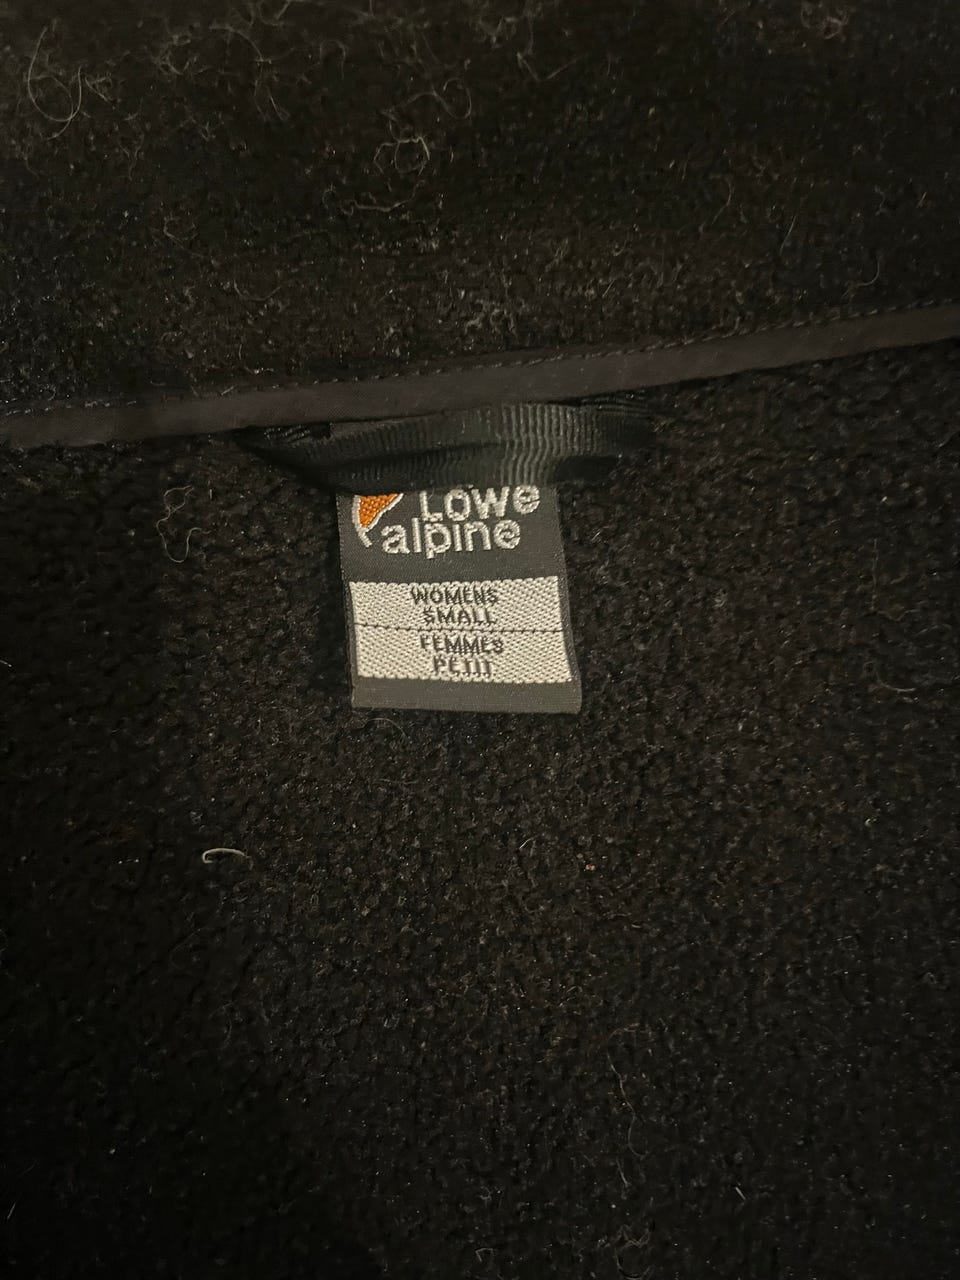 Lowe
alpine
WOMENS
SMALL
FEMMES
PETIT